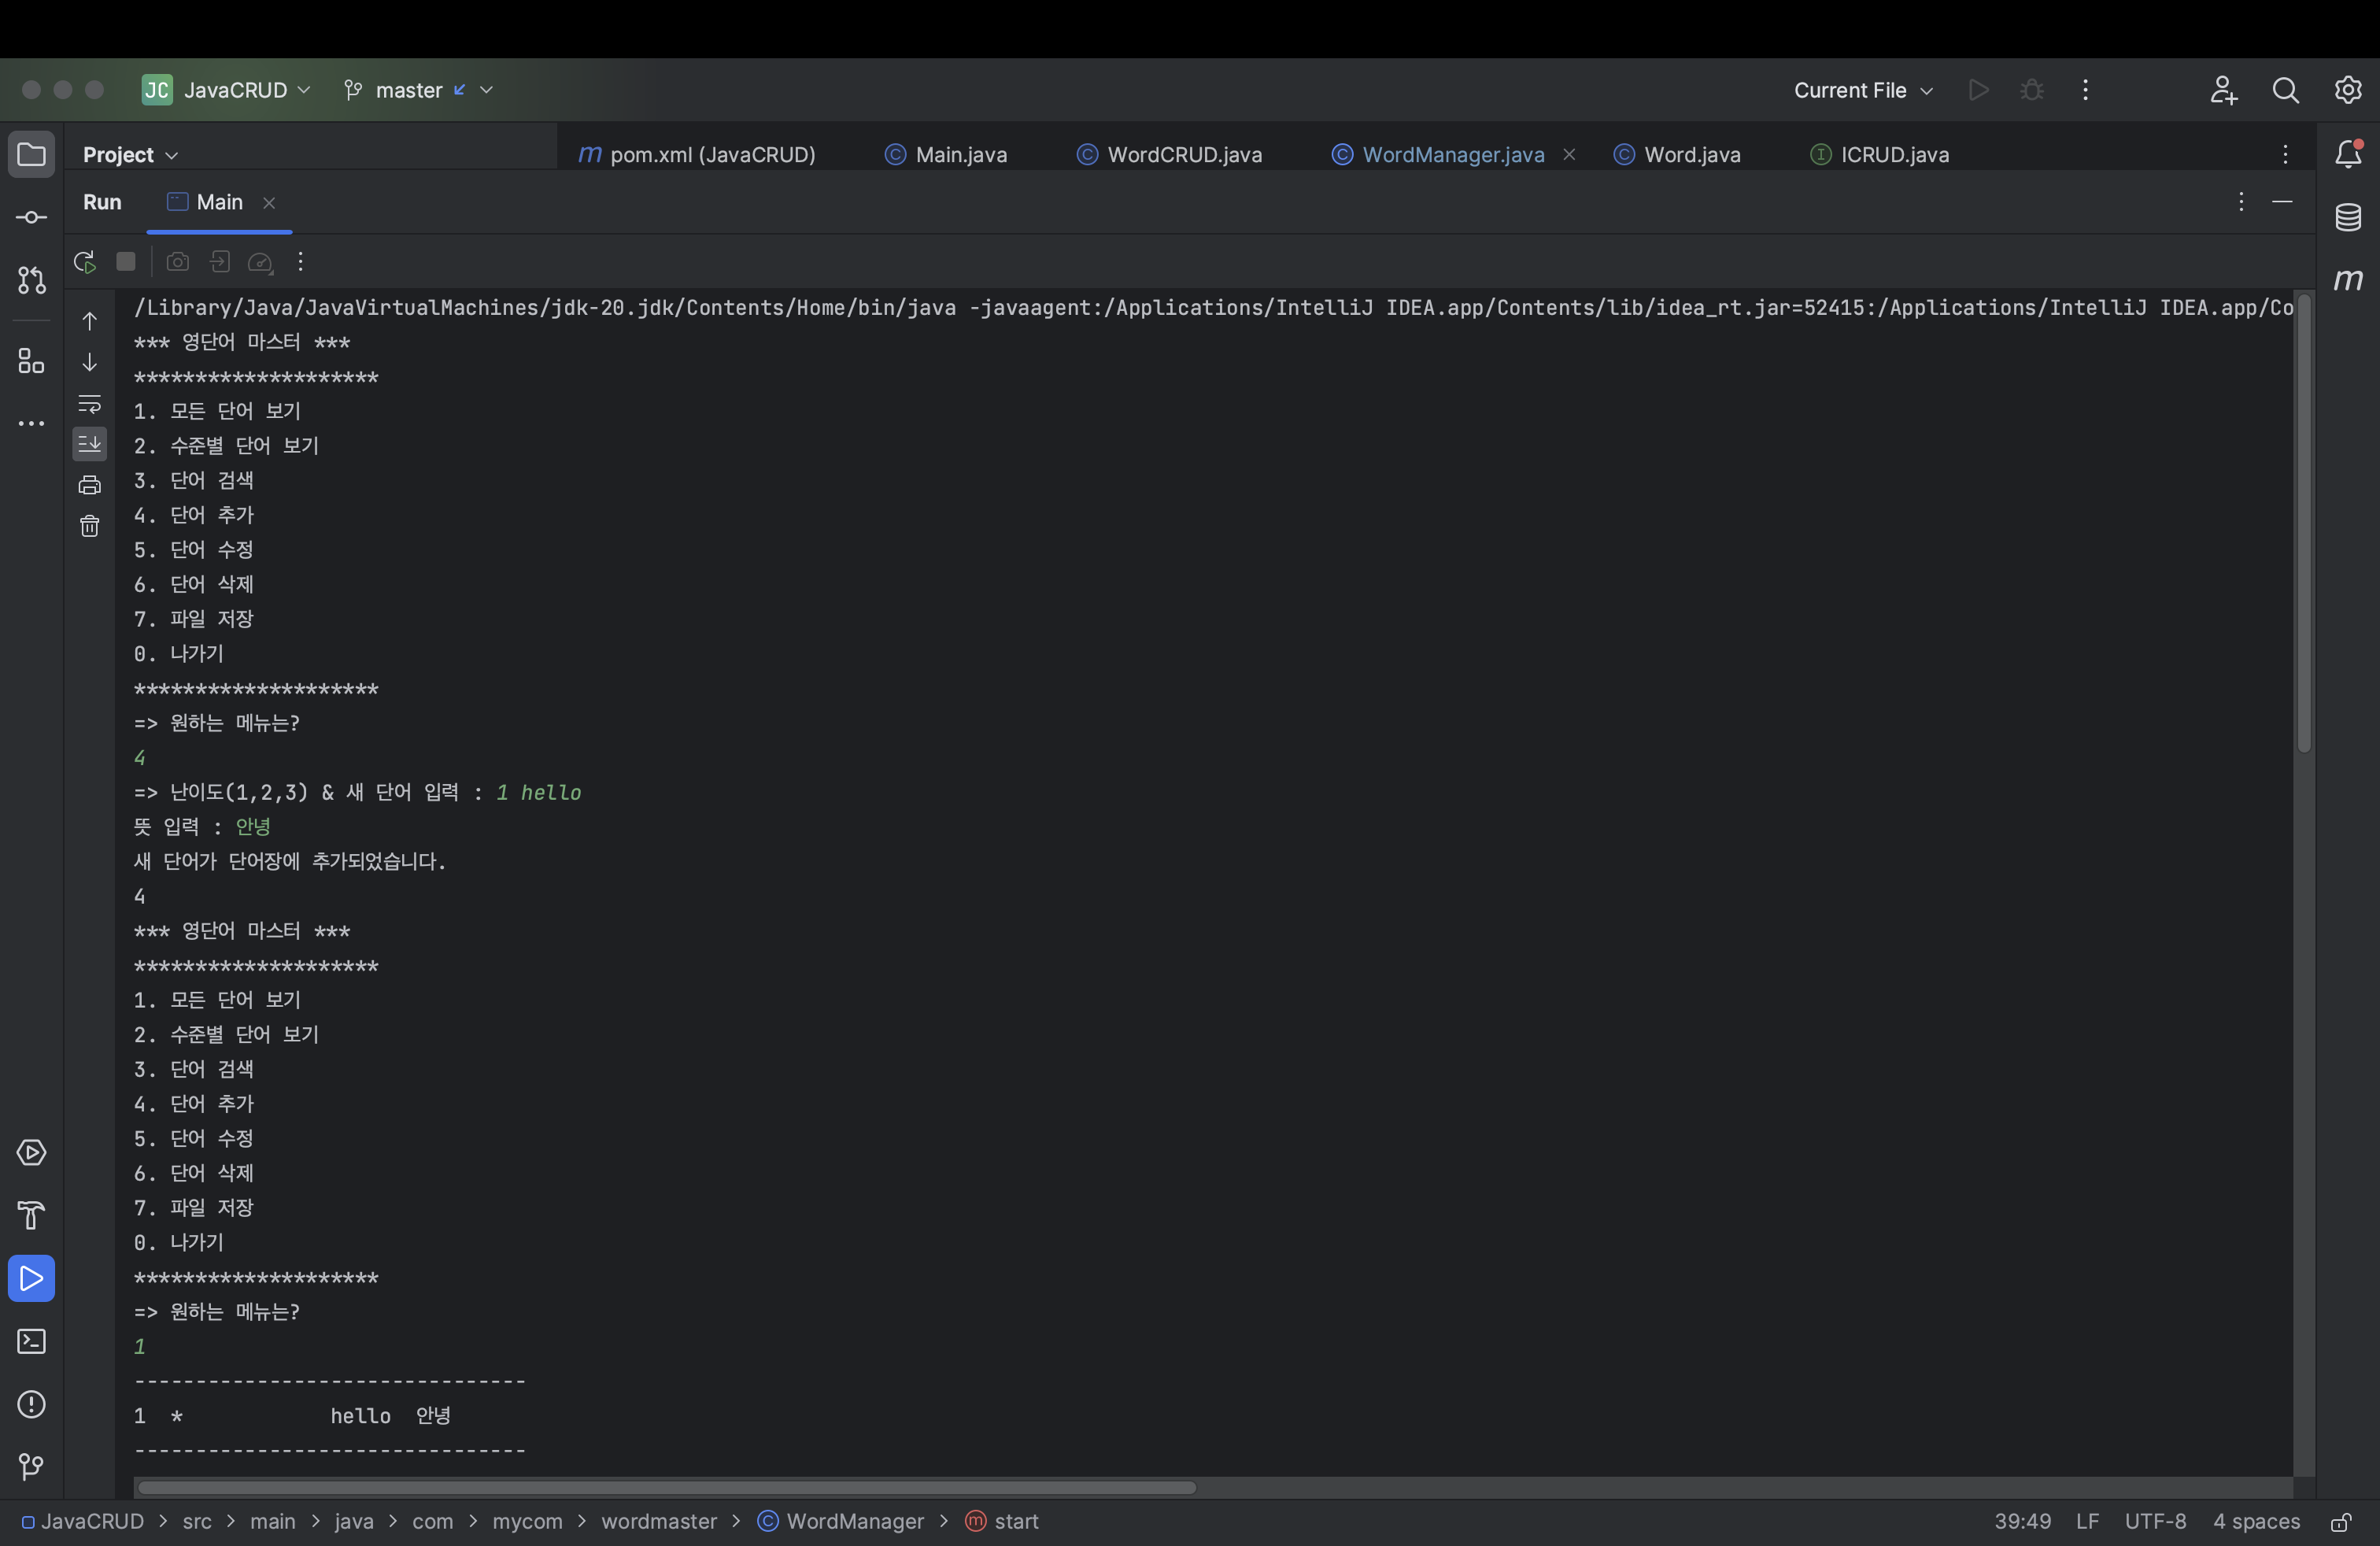 JC JavaCRUD master Current File
Project m pom.xml (JavaCRUD) C Main.java C WordCRUD.java C WordManager.java C Word.java I ICRUD.java
Run Main
/Library/Java/JavaVirtualMachines/jdk-20.jdk/Contents/Home/bin/java -javaagent:/Applications/IntelliJ IDEA.app/Contents/lib/idea_rt.jar=52415:/Applications/IntelliJ IDEA.app/Co
*** 영단어 마스터 ***
********************
1. 모든 단어 보기
2. 수준별 단어 보기
3. 단어 검색
4. 단어 추가
5. 단어 수정
6. 단어 삭제
7. 파일 저장
0. 나가기
********************
=> 원하는 메뉴는?
4
=> 난이도(1,2,3) & 새 단어 입력 : 1 hello
뜻 입력 : 안녕
새 단어가 단어장에 추가되었습니다.
4
*** 영단어 마스터 ***
********************
1. 모든 단어 보기
2. 수준별 단어 보기
3. 단어 검색
4. 단어 추가
5. 단어 수정
6. 단어 삭제
7. 파일 저장
0. 나가기
********************
=> 원하는 메뉴는?
1
--------------------------------
1 * hello 안녕
--------------------------------
JavaCRUD > src > main > java > com > mycom > wordmaster > C WordManager > m start 39:49 LF UTF-8 4 spaces